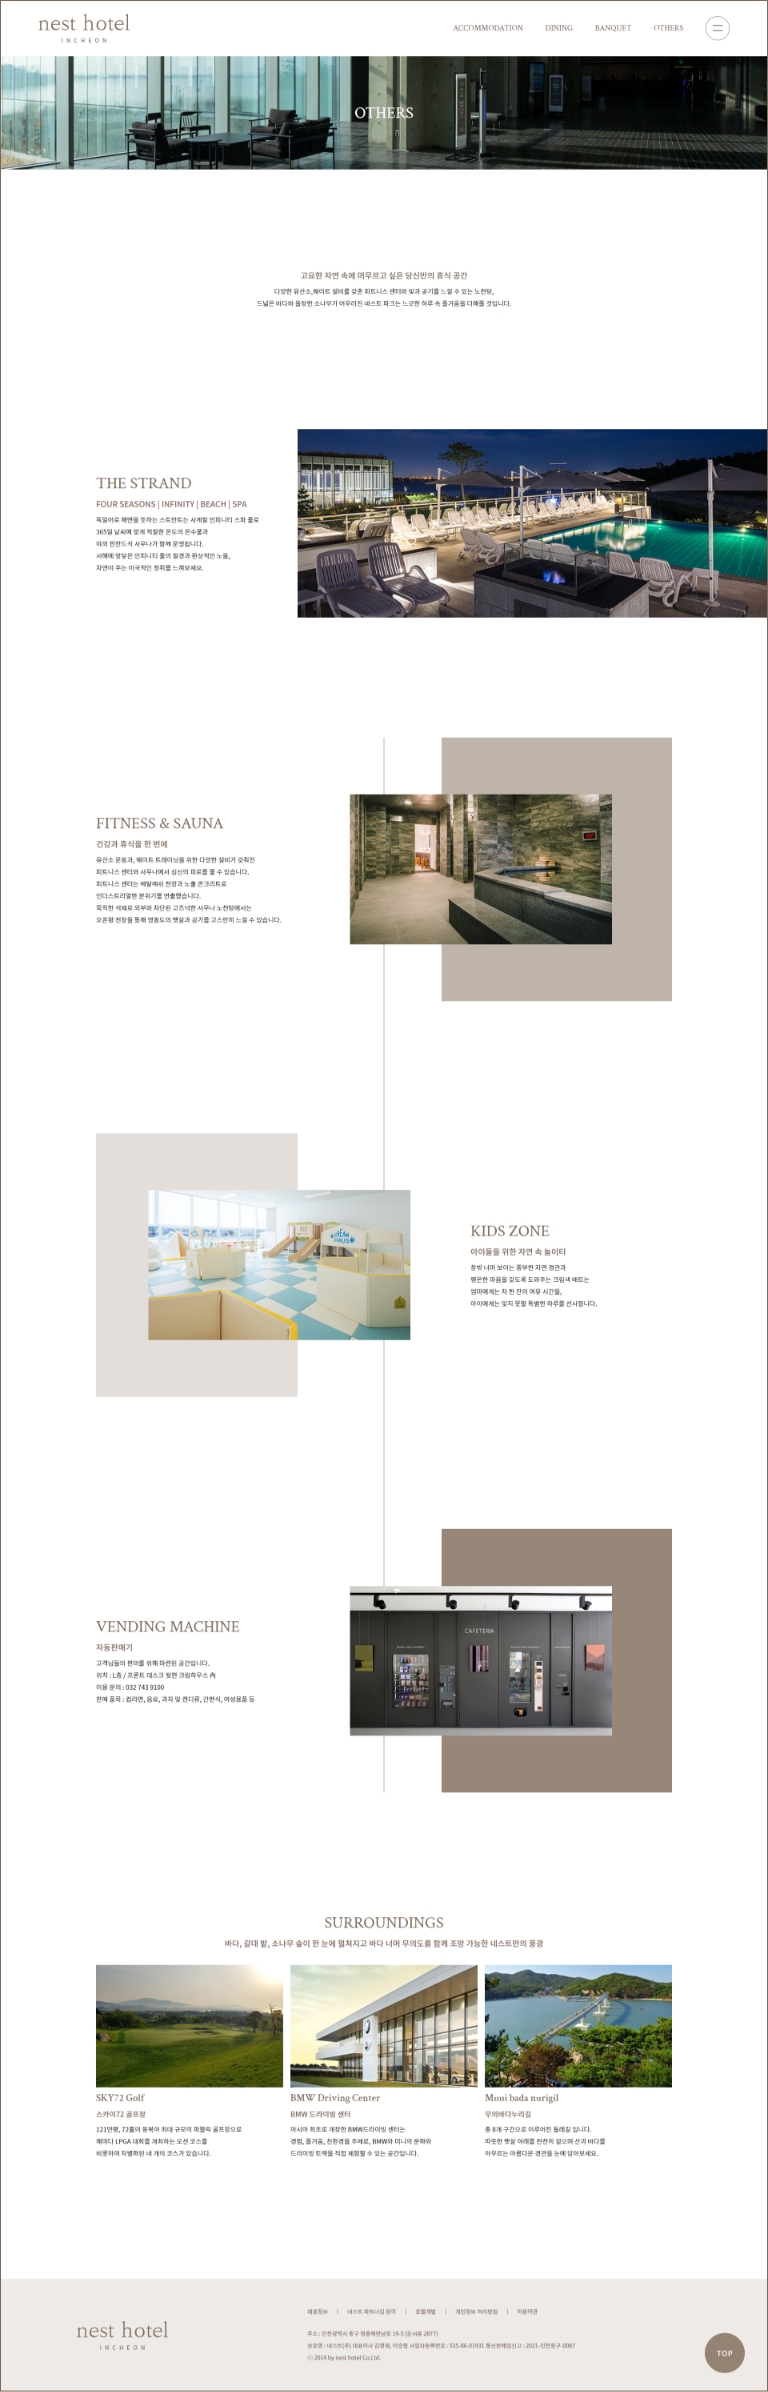 nest hotel
INCHEON
ACCOMMODATION DINING BANQUET OTHERS
OTHERS
고요한 자연 속에 머무르고 싶은 당신만의 휴식 공간
다양한 유산소,웨이트 설비를 갖춘 피트니스 센터와 빛과 공기를 느낄 수 있는 노천탕,
드넓은 바다와 울창한 소나무가 어우러진 네스트 파크는 느긋한 하루 속 즐거움을 더해줄 것입니다.
THE STRAND
FOUR SEASONS | INFINITY | BEACH | SPA
독일어로 해변을 뜻하는 스트란트는 사계절 인피니티 스파 풀로
365일 날씨에 맞게 적절한 온도의 온수풀과
야외 핀란드식 사우나가 함께 운영됩니다.
서해에 맞닿은 인피니티 풀의 절경과 환상적인 노을,
자연이 주는 이국적인 정취를 느껴보세요.
FITNESS & SAUNA
건강과 휴식을 한 번에
유산소 운동과, 웨이트 트레이닝을 위한 다양한 설비가 갖춰진
피트니스 센터와 사우나에서 심신의 피로를 풀 수 있습니다.
피트니스 센터는 메탈메쉬 천장과 노출 콘크리트로
인더스트리얼한 분위기를 연출했습니다.
묵직한 석재로 외부와 차단된 고즈넉한 사우나 노천탕에서는
오픈형 천장을 통해 영종도의 햇살과 공기를 고스란히 느낄 수 있습니다.
HAUS
KIDS ZONE
아이들을 위한 자연 속 놀이터
창밖 너머 보이는 풍부한 자연 경관과
평온한 마음을 갖도록 도와주는 크림색 매트는
엄마에게는 차 한 잔의 여유 시간을,
아이에게는 잊지 못할 특별한 하루를 선사합니다.
CAFETERIA
VENDING MACHINE
자동판매기
고객님들의 편의를 위해 마련된 공간입니다.
위치 : L층 / 프론트 데스크 뒷편 크림하우스 內
이용 문의 : 032 743 9100
판매 품목 : 컵라면, 음료, 과자 및 캔디류, 간편식, 여성용품 등
SURROUNDINGS
바다, 갈대 밭, 소나무 숲이 한 눈에 펼쳐지고 바다 너머 무의도를 함께 조망 가능한 네스트만의 풍광
SKY72 Golf
스카이72 골프장
121만평, 72홀의 동북아 최대 규모의 퍼블릭 골프장으로
해마다 LPGA 대회를 개최하는 오션 코스를
비롯하여 차별화된 네 개의 코스가 있습니다.
BMW Driving Center
BMW 드라이빙 센터
아시아 최초로 개장한 BMW드라이빙 센터는
경험, 즐거움, 친환경을 주제로, BMW와 미니의 문화와
드라이빙 트랙을 직접 체험할 수 있는 공간입니다.
Muui bada nurigil
무의바다누리길
총 8개 구간으로 이루어진 둘레길 입니다.
따뜻한 햇살 아래를 천천히 걸으며 산과 바다를
아우르는 아름다운 경관을 눈에 담아보세요.
nest hotel
INCHEON
채용정보 | 네스트 파트너십 문의 | 호텔개발 | 개인정보 처리방침 | 이용약관
주소 : 인천광역시 중구 영종해안남로 19-5 (운서동 2877)
상호명 : 네스트(주) 대표이사 김영재, 이순형 사업자등록번호 : 535-86-01931 통신판매업신고 : 2021-인천중구-0087
ⓒ 2014 by nest hotel Co.Ltd.
TOP